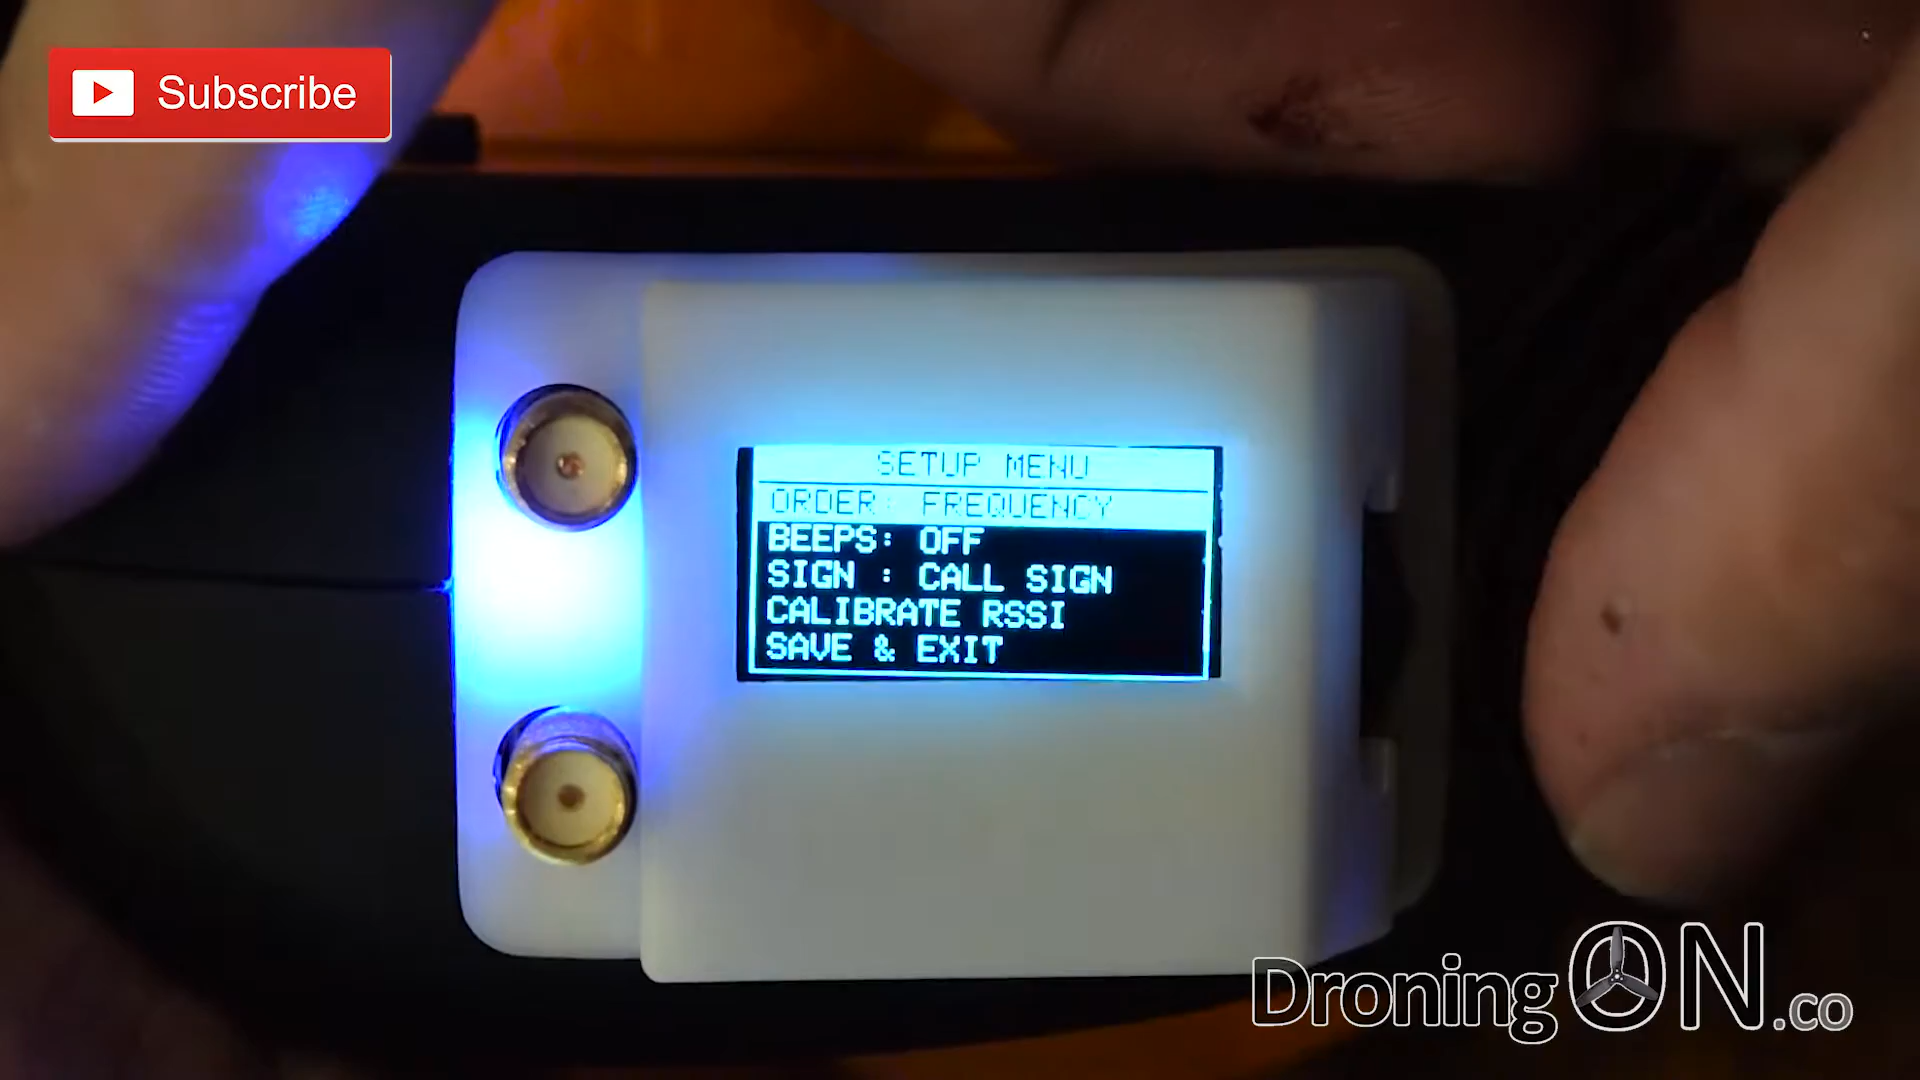 Subscribe
SETUP MENU
ORDER: FREQUENCY
BEEPS: OFF
SIGN : CALL SIGN
CALIBRATE RSSI
SAVE & EXIT
DroningON.co